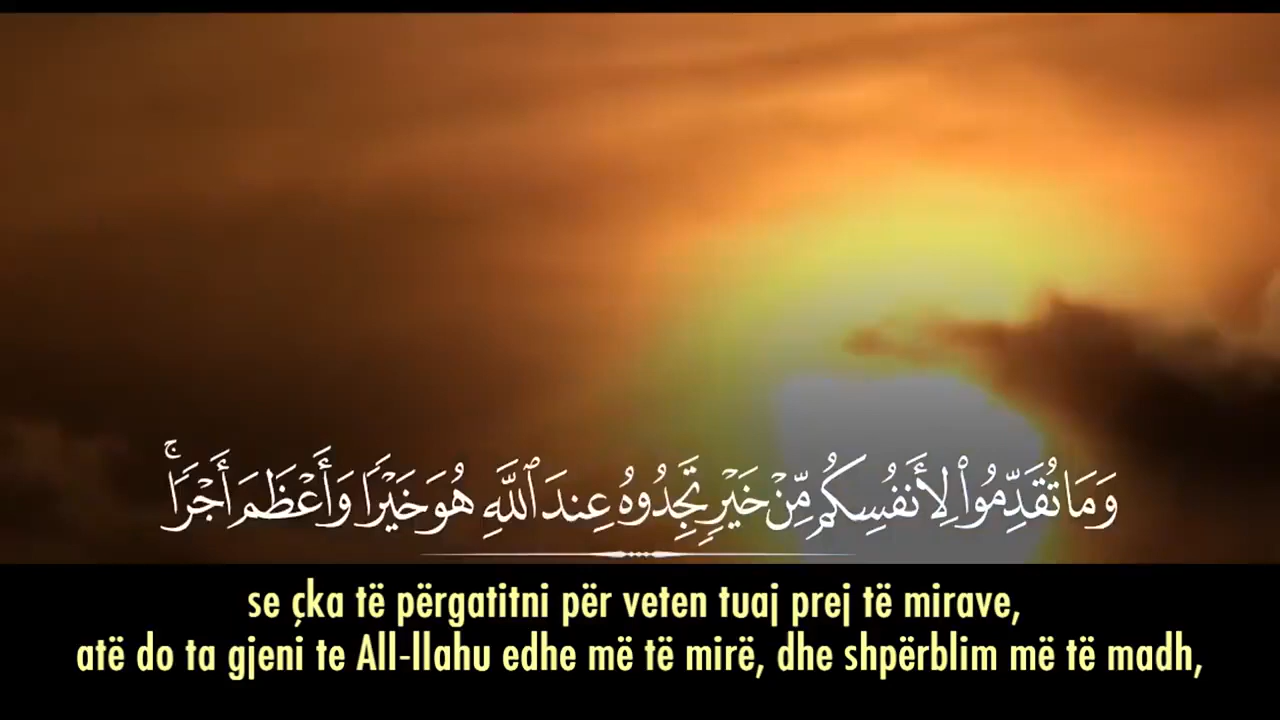 وَمَا تُقَدِّمُوا۟ لِأَنفُسِكُم مِّنْ خَيْرٍ تَجِدُوهُ عِندَ ٱللَّهِ هُوَ خَيْرًا وَأَعْظَمَ أَجْرًا ۚ
se çka të përgatitni për veten tuaj prej të mirave,
atë do ta gjeni te All-llahu edhe më të mirë, dhe shpërblim më të madh,